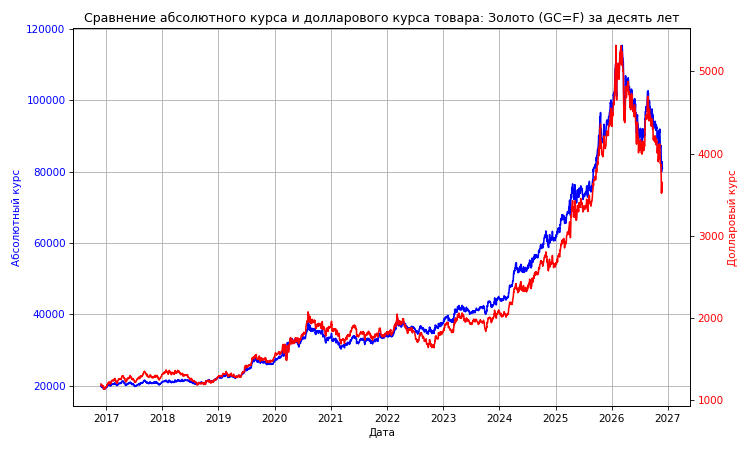 Сравнение абсолютного курса и долларового курса товара: Золото (GC=F) за десять лет
120000
100000
80000
60000
40000
20000
Абсолютный курс
5000
4000
3000
2000
1000
Долларовый курс
2017 2018 2019 2020 2021 2022 2023 2024 2025 2026 2027
Дата